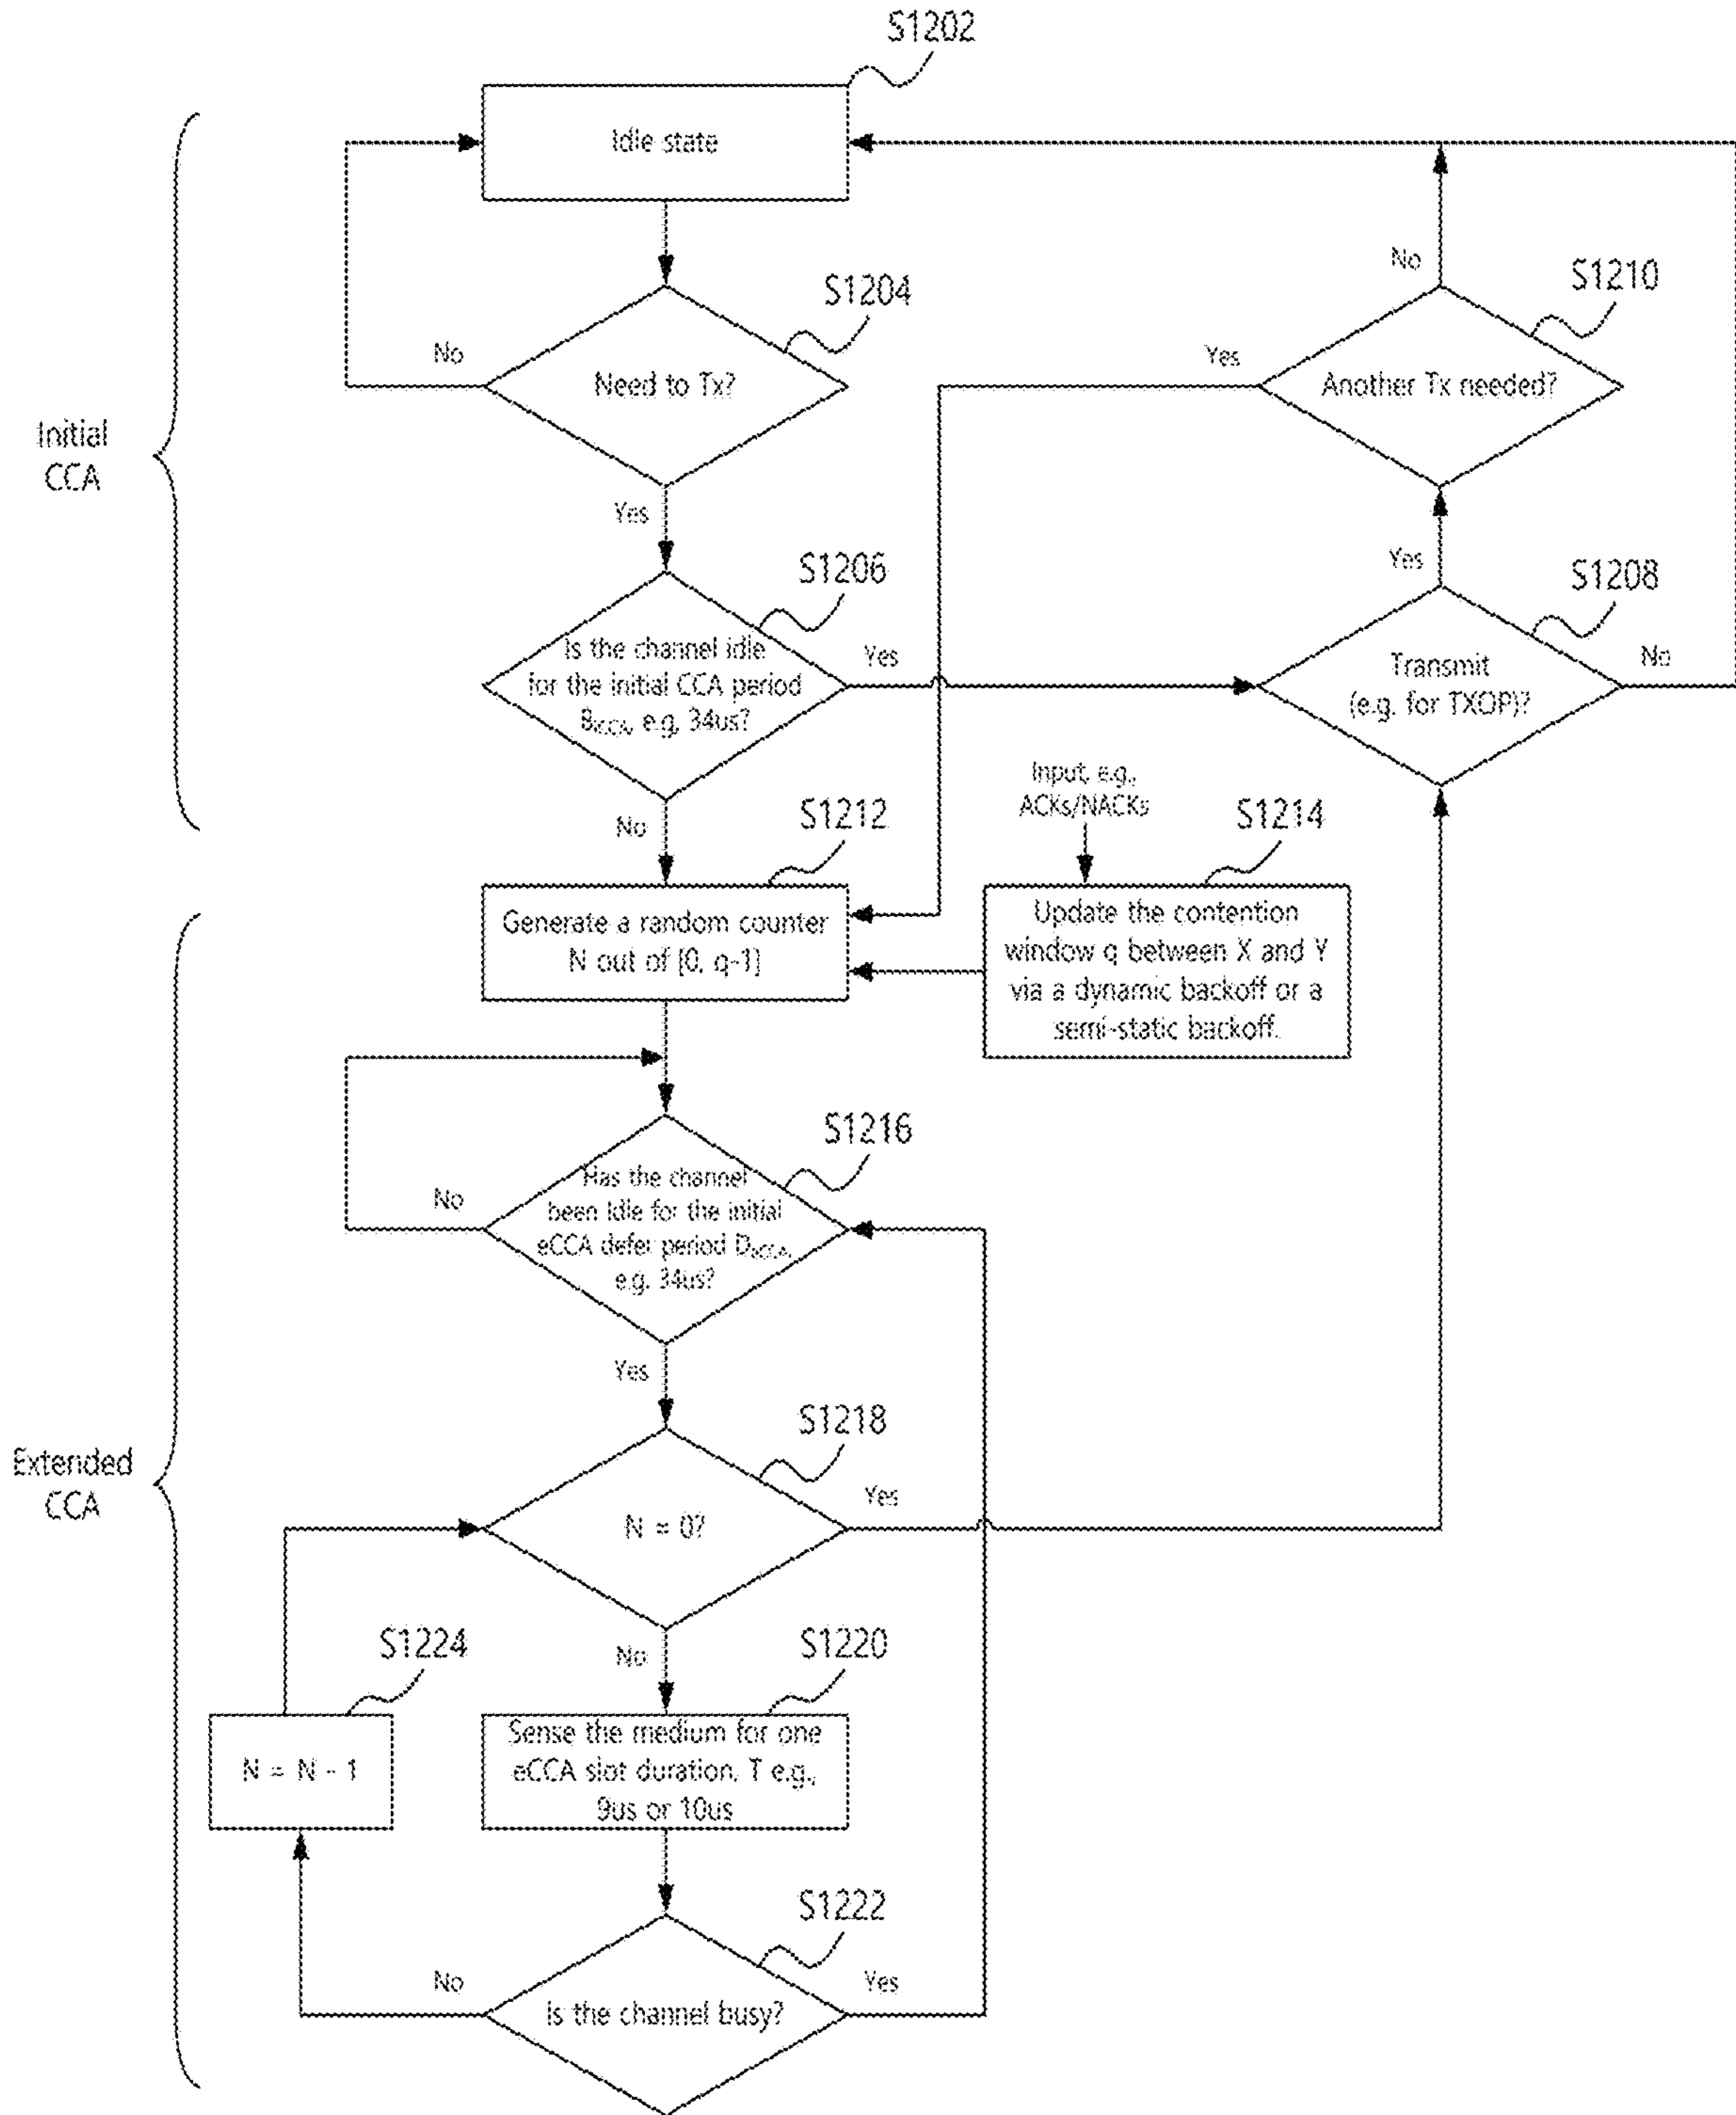 S1202
Idle state
No
S1210
S1204
No
Yes
Need to Tx?
Another Tx needed?
Initial
CCA
Yes
Yes
S1206
S1208
Is the channel idle
for the initial CCA period
BiCCA, e.g, 34us?
Yes
Transmit
(e.g. for TXOP)?
No
Input, e.g.,
ACKs/NACKs
No
S1212
S1214
Generate a random counter
N out of [0, q-1]
Update the contention
window q between X and Y
via a dynamic backoff or a
semi-static backoff.
S1216
No
Has the channel
been idle for the initial
eCCA defer period DeCCA,
e.g. 34us?
Yes
S1218
Extended
CCA
Yes
N = 0?
S1224
No
S1220
N = N - 1
Sense the medium for one
eCCA slot duration, T e.g.,
9us or 10us
S1222
No
Yes
Is the channel busy?